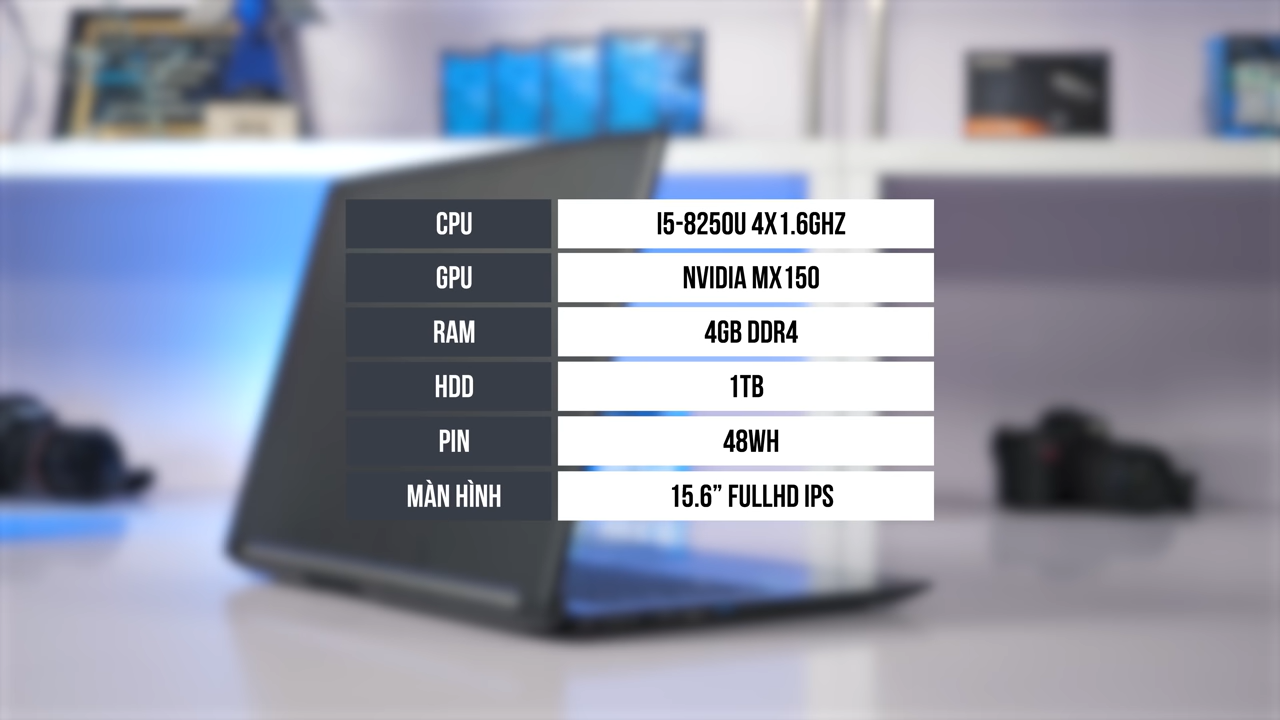 CPU I5-8250U 4X1.6GHZ
GPU NVIDIA MX150
RAM 4GB DDR4
HDD 1TB
PIN 48WH
MÀN HÌNH 15.6” FULLHD IPS